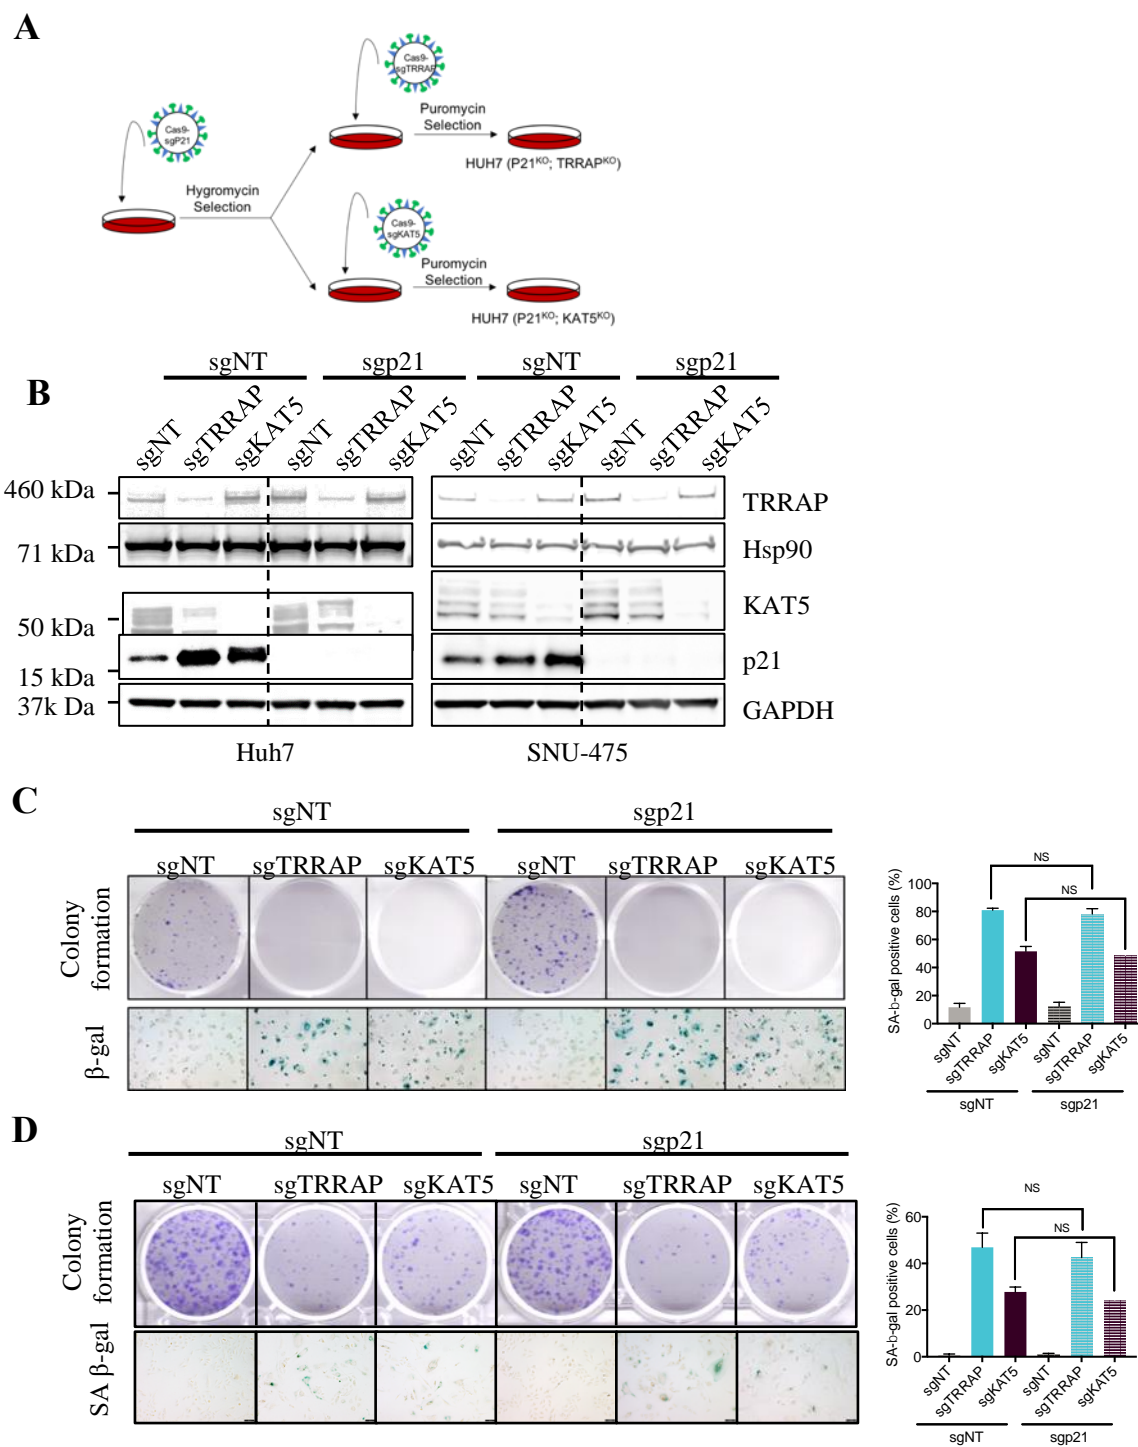 A
Cas9-
sgTRRAP
Cas9-
sgP21
Puromycin
Selection
HUH7 (P21KO; TRRAPKO)
Hygromycin
Selection
Cas9-
sgKAT5
Puromycin
Selection
HUH7 (P21KO; KAT5KO)
B
sgNT sgp21 sgNT sgp21
sgNT sgTRRAP sgKAT5 sgNT sgTRRAP sgKAT5 sgNT sgTRRAP sgKAT5 sgNT sgTRRAP sgKAT5
460 kDa TRRAP
71 kDa Hsp90
50 kDa KAT5
15 kDa p21
37k Da GAPDH
Huh7 SNU-475
C
sgNT sgp21
sgNT sgTRRAP sgKAT5 sgNT sgTRRAP sgKAT5
Colony
formation
β-gal
SA-b-gal positive cells (%)
NS
NS
100
80
60
40
20
0
sgNT sgTRRAP sgKAT5 sgNT sgTRRAP sgKAT5
sgNT sgp21
D
sgNT sgp21
sgNT sgTRRAP sgKAT5 sgNT sgTRRAP sgKAT5
Colony
formation
SA β-gal
SA-b-gal positive cells (%)
NS
NS
60
40
20
0
sgNT sgTRRAP sgKAT5 sgNT sgTRRAP sgKAT5
sgNT sgp21